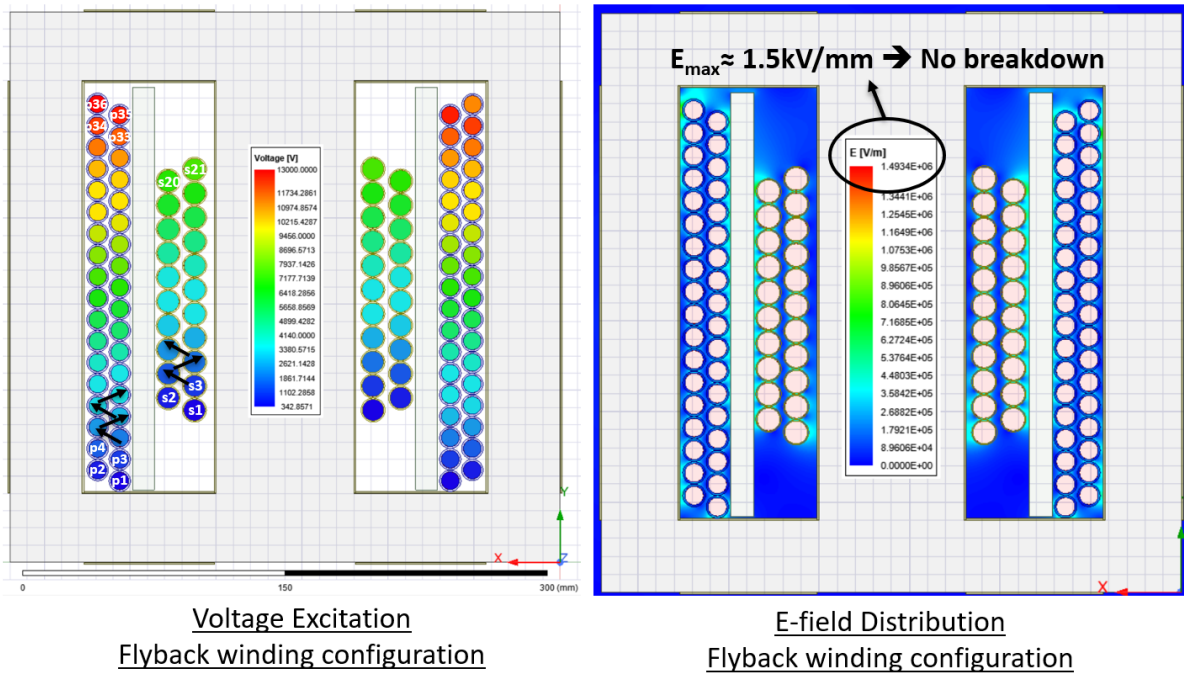 p36
p35
p34
p33
s21
s20
s3
s2
s1
p4
p3
p2
p1
Voltage [V]
13000.0000
11734.2861
10974.8574
10215.4287
9456.0000
8696.5713
7937.1426
7177.7139
6418.2856
5658.8569
4899.4282
4140.0000
3380.5715
2621.1428
1861.7144
1102.2858
342.8571
Y
X
Z
0
150
300 (mm)
Voltage Excitation
Flyback winding configuration
Emax≈ 1.5kV/mm ➔ No breakdown
E [V/m]
1.4934E+06
1.3441E+06
1.2545E+06
1.1649E+06
1.0753E+06
9.8567E+05
8.9606E+05
8.0645E+05
7.1685E+05
6.2724E+05
5.3764E+05
4.4803E+05
3.5842E+05
2.6882E+05
1.7921E+05
8.9606E+04
0.0000E+00
X
E-field Distribution
Flyback winding configuration